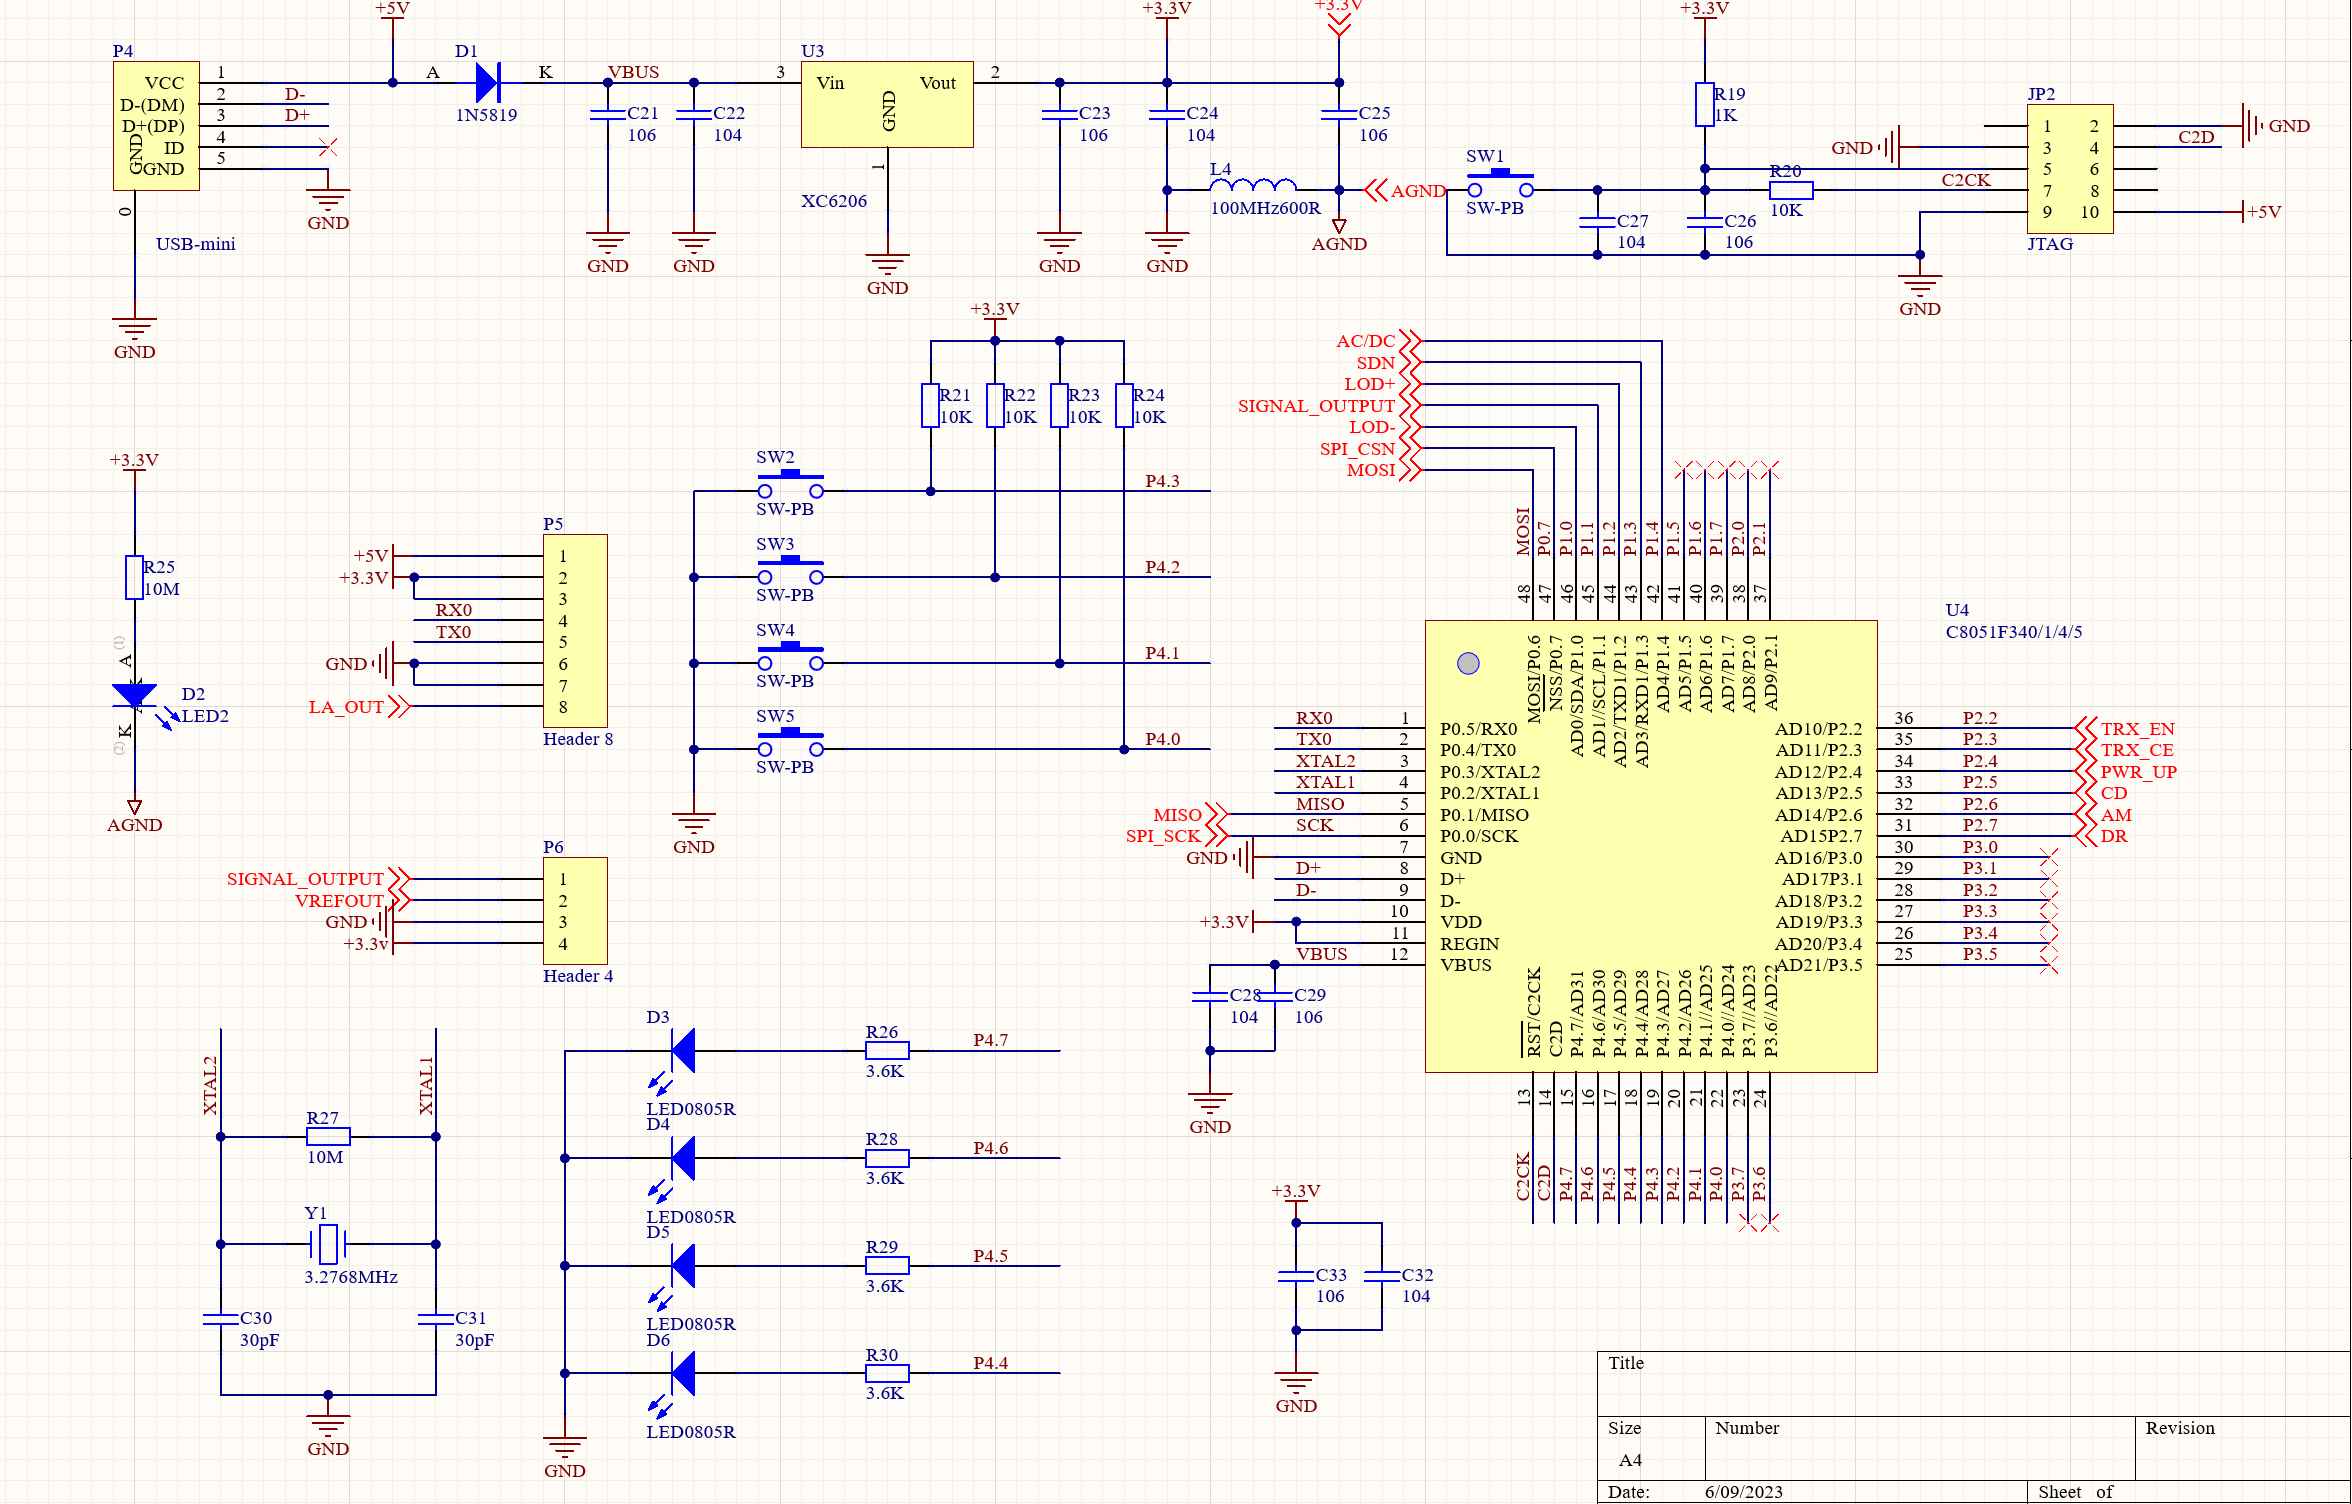 +5V
+3.3V
+3.3V
+3.3V
P4
VCC 1
D-(DM) 2 D-
D+(DP) 3 D+
ID 4
GND 5
GND
0
USB-mini
GND
GND
D1
A K
1N5819
VBUS
C21
106
C22
104
GND
GND
U3
3 Vin Vout 2
GND
1
XC6206
GND
C23
106
C24
104
C25
106
L4
100MHz600R
GND
GND
AGND
AGND
SW1
SW-PB
R19
1K
C27
104
C26
106
R20
10K
C2CK
JP2
1 2
3 4
5 6
7 8
9 10
JTAG
GND
GND
C2D
+5V
GND
+3.3V
R21
10K
R22
10K
R23
10K
R24
10K
SW2
SW-PB
P4.3
SW3
SW-PB
P4.2
SW4
SW-PB
P4.1
SW5
SW-PB
P4.0
GND
+3.3V
R25
10M
(1)
A
D2
LED2
K
(2)
AGND
P5
+5V 1
+3.3V 2
3
RX0 4
TX0 5
GND 6
7
LA_OUT 8
Header 8
P6
SIGNAL_OUTPUT 1
VREFOUT 2
GND 3
+3.3v 4
Header 4
AC/DC
SDN
LOD+
SIGNAL_OUTPUT
LOD-
SPI_CSN
MOSI
MOSI
P0.7
P1.0
P1.1
P1.2
P1.3
P1.4
P1.5
P1.6
P1.7
P2.0
P2.1
48
47
46
45
44
43
42
41
40
39
38
37
U4
C8051F340/1/4/5
MOSI/P0.6
NSS/P0.7
AD0/SDA/P1.0
AD1//SCL/P1.1
AD2/TXD1/P1.2
AD3/RXD1/P1.3
AD4/P1.4
AD5/P1.5
AD6/P1.6
AD7/P1.7
AD8/P2.0
AD9/P2.1
RX0 1 P0.5/RX0
TX0 2 P0.4/TX0
XTAL2 3 P0.3/XTAL2
XTAL1 4 P0.2/XTAL1
MISO MISO 5 P0.1/MISO
SPI_SCK SCK 6 P0.0/SCK
GND 7 GND
D+ 8 D+
D- 9 D-
+3.3V 10 VDD
11 REGIN
VBUS 12 VBUS
AD10/P2.2 36 P2.2 TRX_EN
AD11/P2.3 35 P2.3 TRX_CE
AD12/P2.4 34 P2.4 PWR_UP
AD13/P2.5 33 P2.5 CD
AD14/P2.6 32 P2.6 AM
AD15P2.7 31 P2.7 DR
AD16/P3.0 30 P3.0
AD17P3.1 29 P3.1
AD18/P3.2 28 P3.2
AD19/P3.3 27 P3.3
AD20/P3.4 26 P3.4
AD21/P3.5 25 P3.5
RST/C2CK
C2D
P4.7/AD31
P4.6/AD30
P4.5/AD29
P4.4/AD28
P4.3/AD27
P4.2/AD26
P4.1//AD25
P4.0//AD24
P3.7//AD23
P3.6//AD22
13
14
15
16
17
18
19
20
21
22
23
24
C2CK
C2D
P4.7
P4.6
P4.5
P4.4
P4.3
P4.2
P4.1
P4.0
P3.7
P3.6
C28
104
C29
106
GND
XTAL2
XTAL1
R27
10M
Y1
3.2768MHz
C30
30pF
C31
30pF
GND
D3
LED0805R
R26
3.6K
P4.7
D4
LED0805R
R28
3.6K
P4.6
D5
LED0805R
R29
3.6K
P4.5
D6
LED0805R
R30
3.6K
P4.4
GND
+3.3V
C33
106
C32
104
GND
Title
Size Number Revision
A4
Date: 6/09/2023 Sheet of